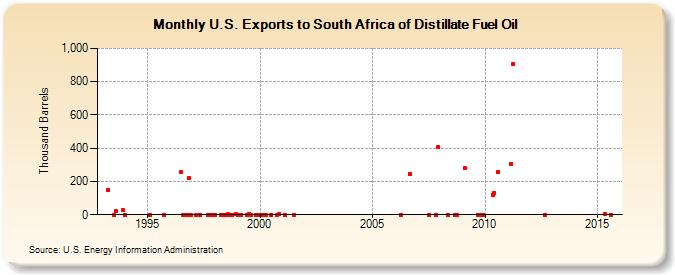 Monthly U.S. Exports to South Africa of Distillate Fuel Oil
Thousand Barrels
1,000
800
600
400
200
0
1995 2000 2005 2010 2015
Source: U.S. Energy Information Administration